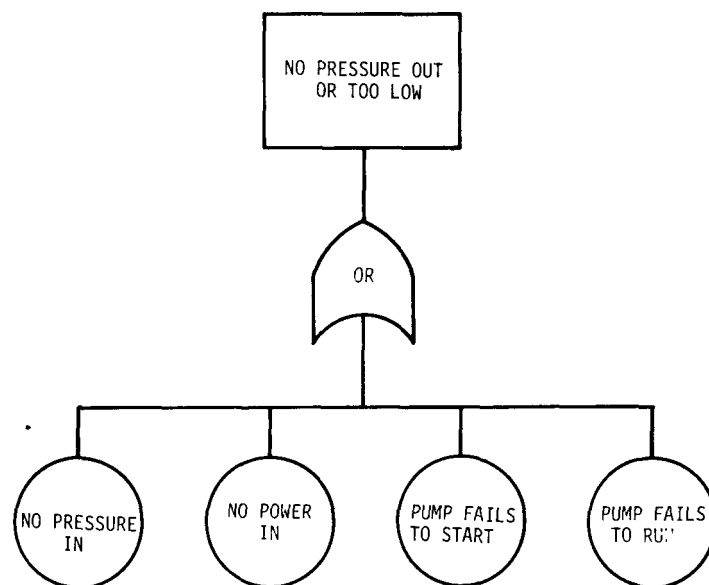 NO PRESSURE OUT
OR TOO LOW
OR
NO PRESSURE
IN
NO POWER
IN
PUMP FAILS
TO START
PUMP FAILS
TO RUN